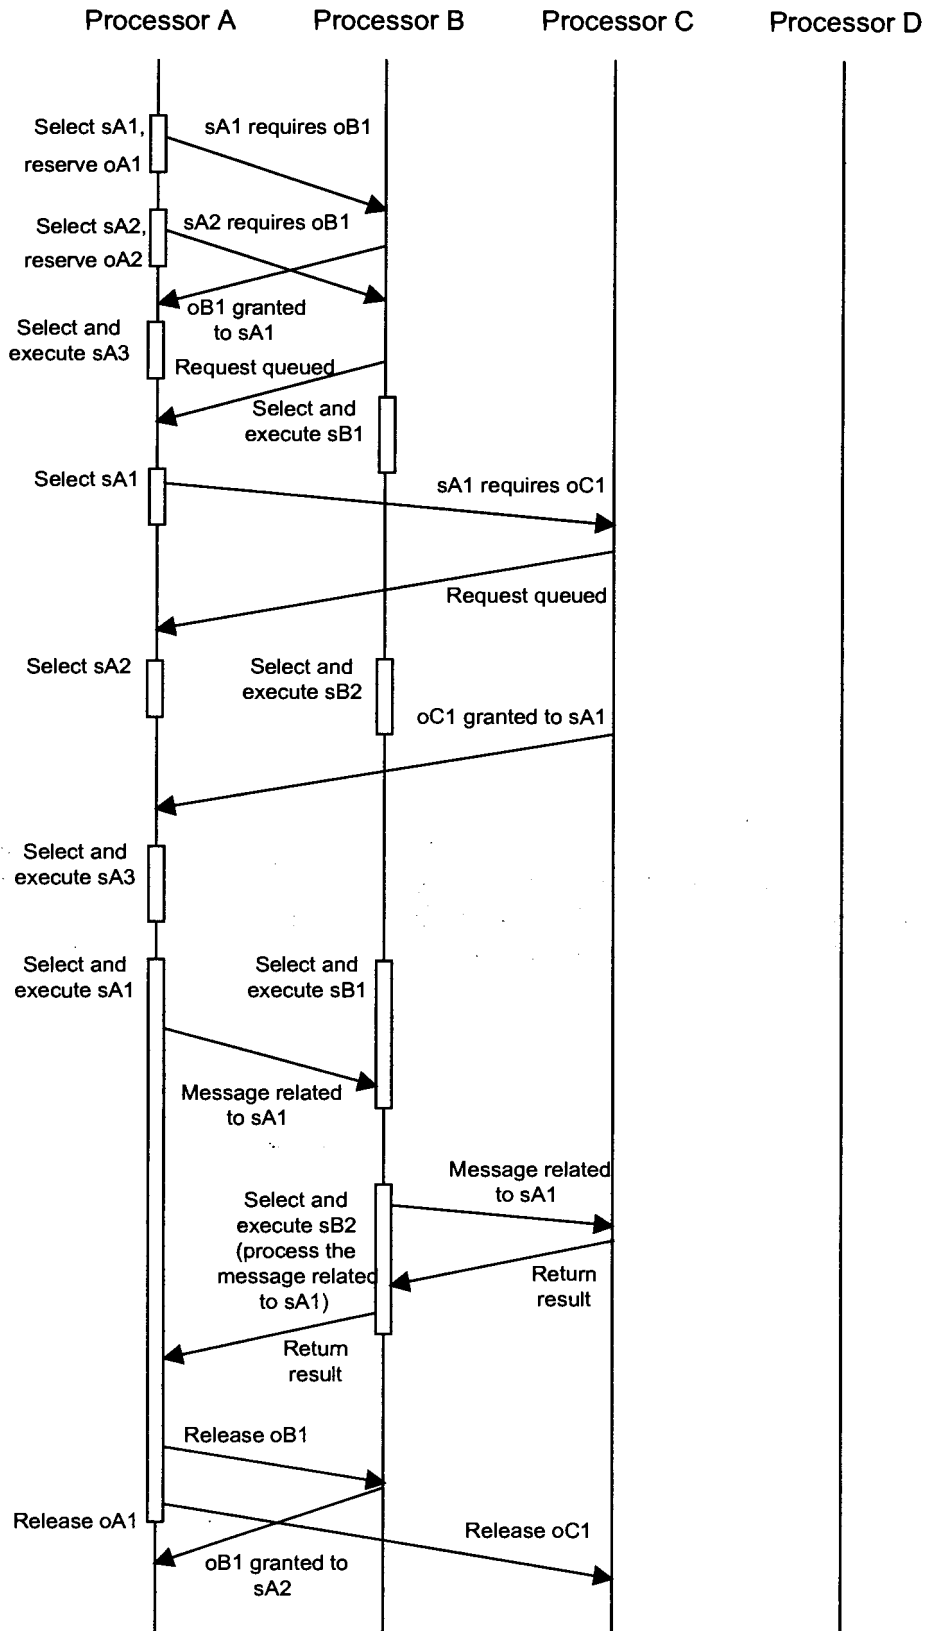 Processor A
Processor B
Processor C
Processor D
Select sA1,
reserve oA1
sA1 requires oB1
Select sA2,
reserve oA2
sA2 requires oB1
oB1 granted
to sA1
Select and
execute sA3
Request queued
Select and
execute sB1
Select sA1
sA1 requires oC1
Request queued
Select sA2
Select and
execute sB2
oC1 granted to sA1
Select and
execute sA3
Select and
execute sA1
Select and
execute sB1
Message related
to sA1
Message related
to sA1
Select and
execute sB2
(process the
message related
to sA1)
Return
result
Return
result
Release oB1
Release oA1
Release oC1
oB1 granted to
sA2